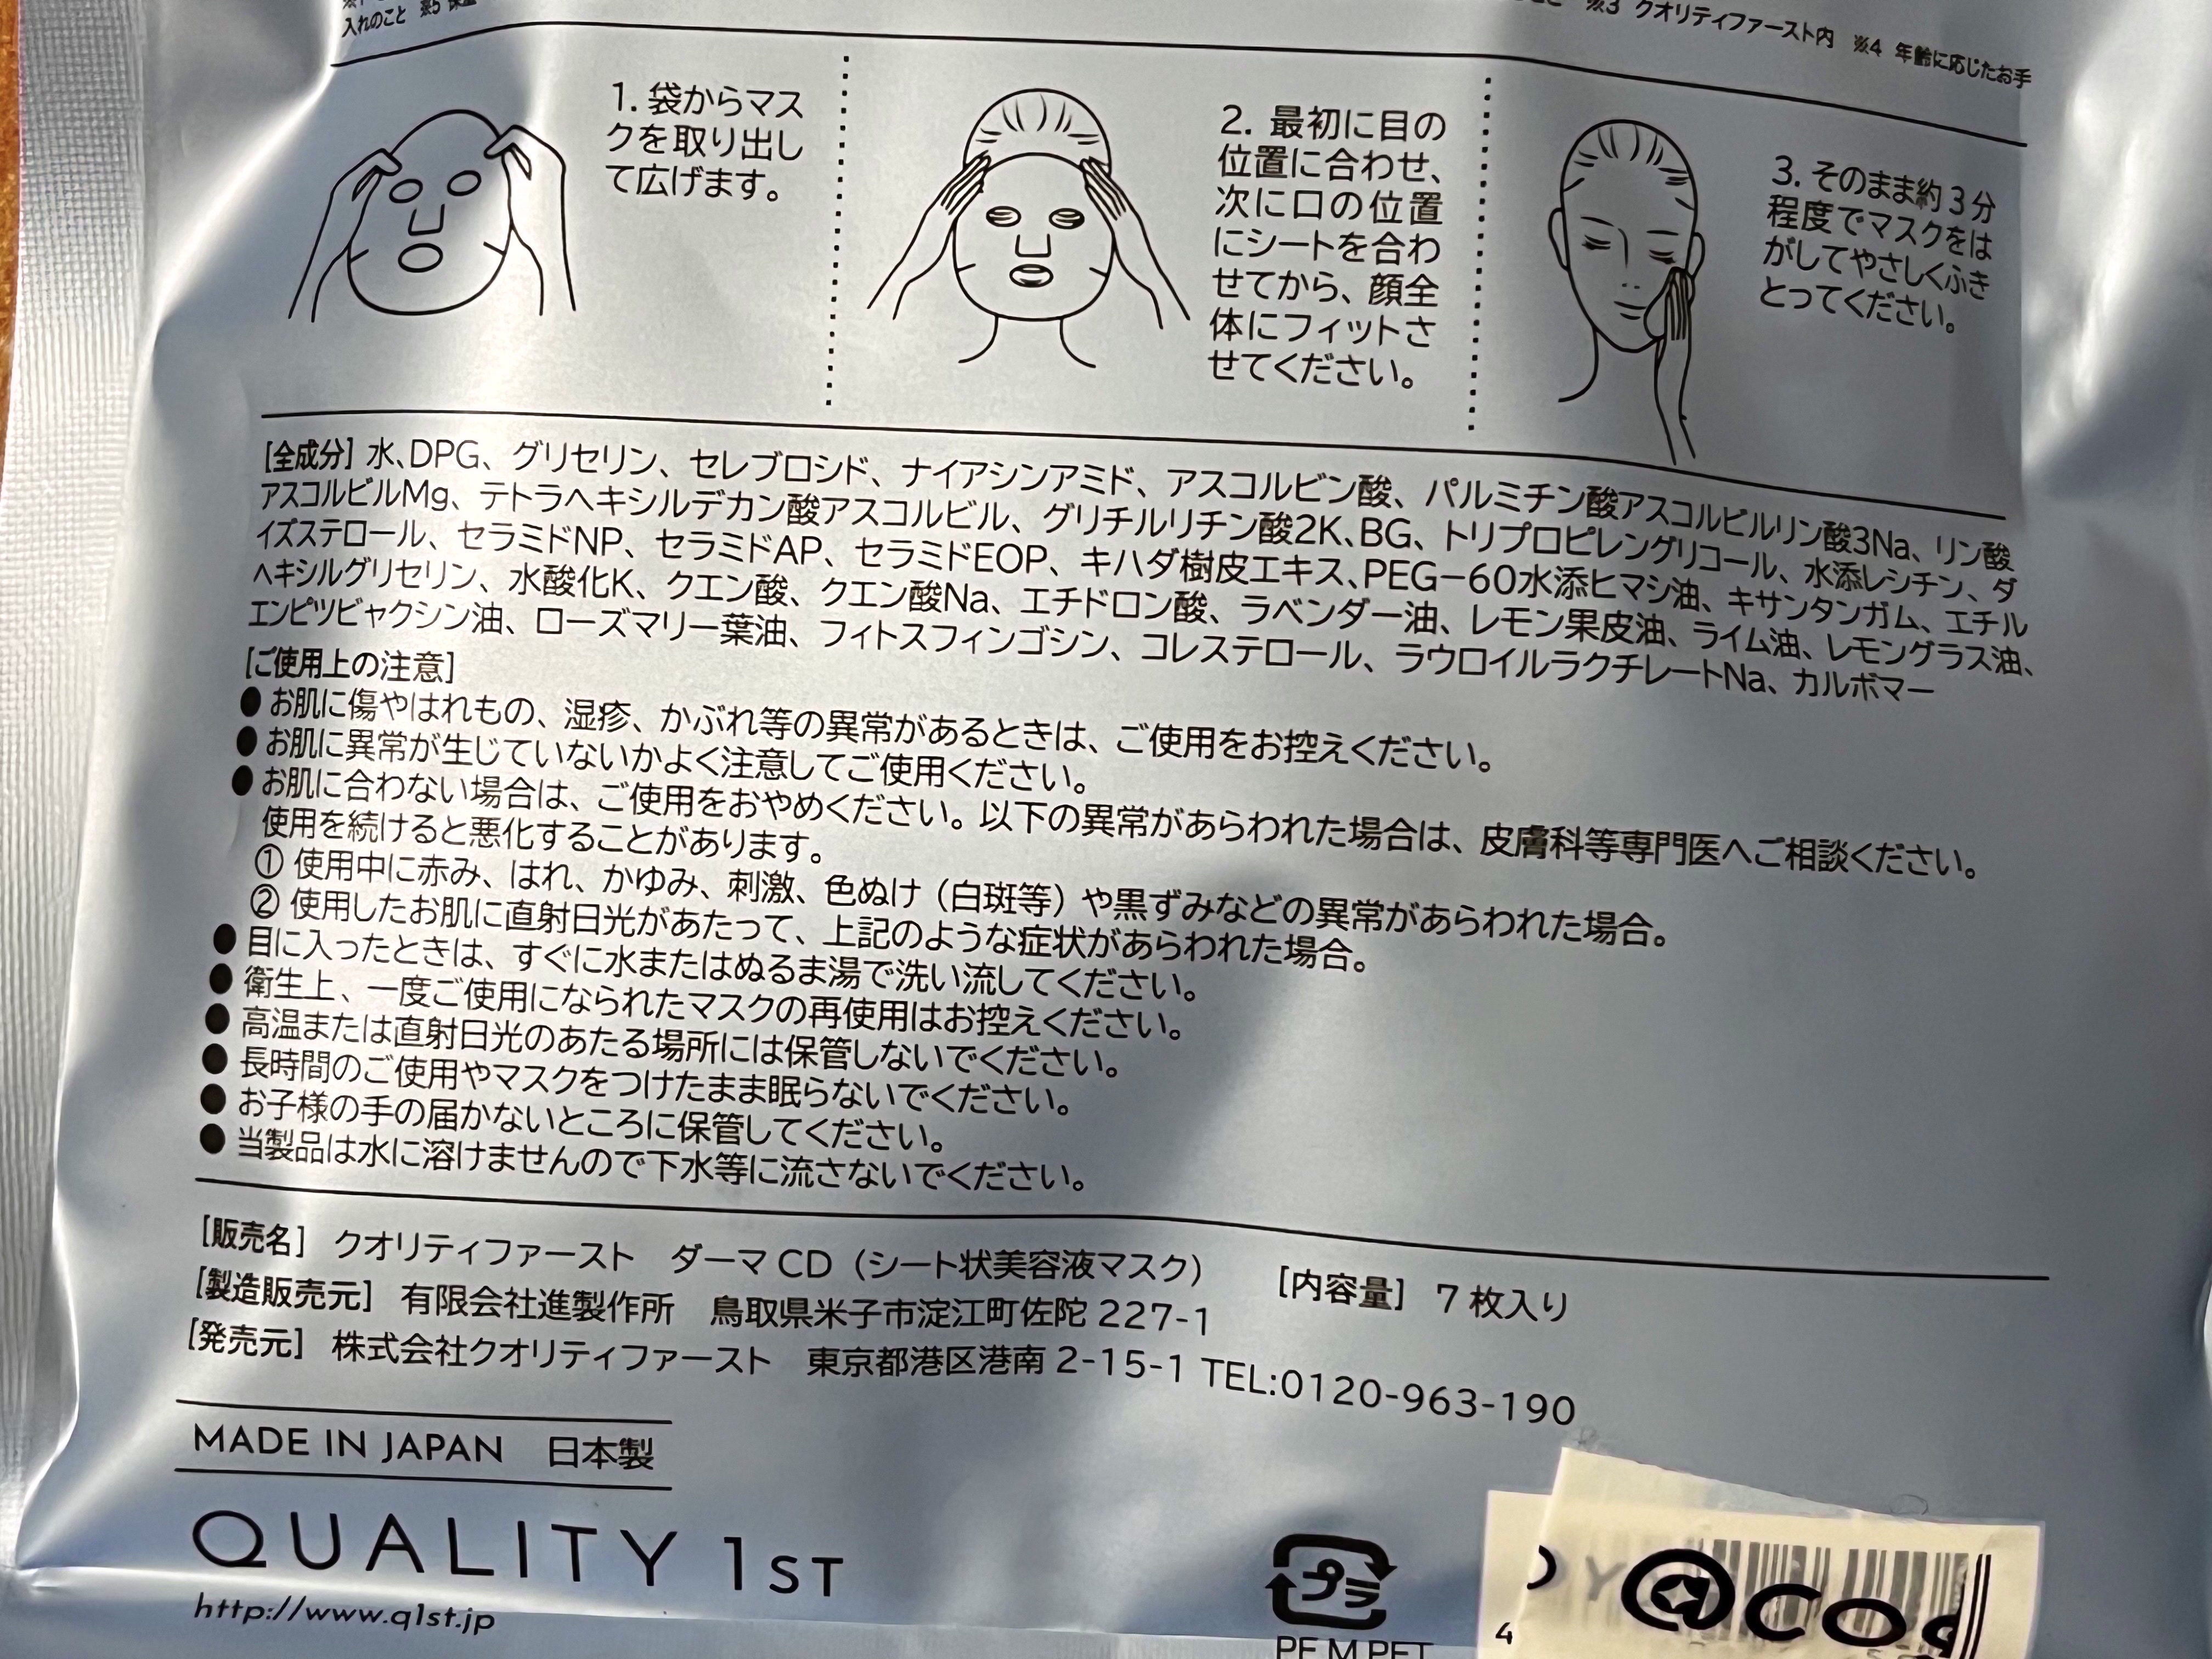 ※3 クオリティファースト内 ※4 年齢に応じたお手
入れのこと ※5 保湿
1. 袋からマス
クを取り出し
て広げます。
2. 最初に目の
位置に合わせ、
次に口の位置
にシートを合わ
せてから、顔全
体にフィットさ
せてください。
3. そのまま約3分
程度でマスクをは
がしてやさしくふき
とってください。
[全成分] 水、DPG、グリセリン、セレブロシド、ナイアシンアミド、アスコルビン酸、パルミチン酸アスコルビルリン酸3Na、リン酸
アスコルビルMg、テトラヘキシルデカン酸アスコルビル、グリチルリチン酸2K、BG、トリプロピレングリコール、水添レシチン、ダ
イズステロール、セラミドNP、セラミドAP、セラミドEOP、キハダ樹皮エキス、PEG-60水添ヒマシ油、キサンタンガム、エチル
ヘキシルグリセリン、水酸化K、クエン酸、クエン酸Na、エチドロン酸、ラベンダー油、レモン果皮油、ライム油、レモングラス油、
エンピツビャクシン油、ローズマリー葉油、フィトスフィンゴシン、コレステロール、ラウロイルラクチレートNa、カルボマー
[ご使用上の注意]
● お肌に傷やはれもの、湿疹、かぶれ等の異常があるときは、ご使用をお控えください。
● お肌に異常が生じていないかよく注意してご使用ください。
● お肌に合わない場合は、ご使用をおやめください。以下の異常があらわれた場合は、皮膚科等専門医へご相談ください。
使用を続けると悪化することがあります。
① 使用中に赤み、はれ、かゆみ、刺激、色ぬけ（白斑等）や黒ずみなどの異常があらわれた場合。
② 使用したお肌に直射日光があたって、上記のような症状があらわれた場合。
● 目に入ったときは、すぐに水またはぬるま湯で洗い流してください。
● 衛生上、一度ご使用になられたマスクの再使用はお控えください。
● 高温または直射日光のあたる場所には保管しないでください。
● 長時間のご使用やマスクをつけたまま眠らないでください。
● お子様の手の届かないところに保管してください。
● 当製品は水に溶けませんので下水等に流さないでください。
[販売名] クオリティファースト ダーマ CD（シート状美容液マスク） [内容量] 7枚入り
[製造販売元] 有限会社進製作所 鳥取県米子市淀江町佐陀 227-1
[発売元] 株式会社クオリティファースト 東京都港区港南 2-15-1 TEL:0120-963-190
MADE IN JAPAN 日本製
QUALITY 1ST
http://www.q1st.jp
プラ
PE,M,PET
@cos
4